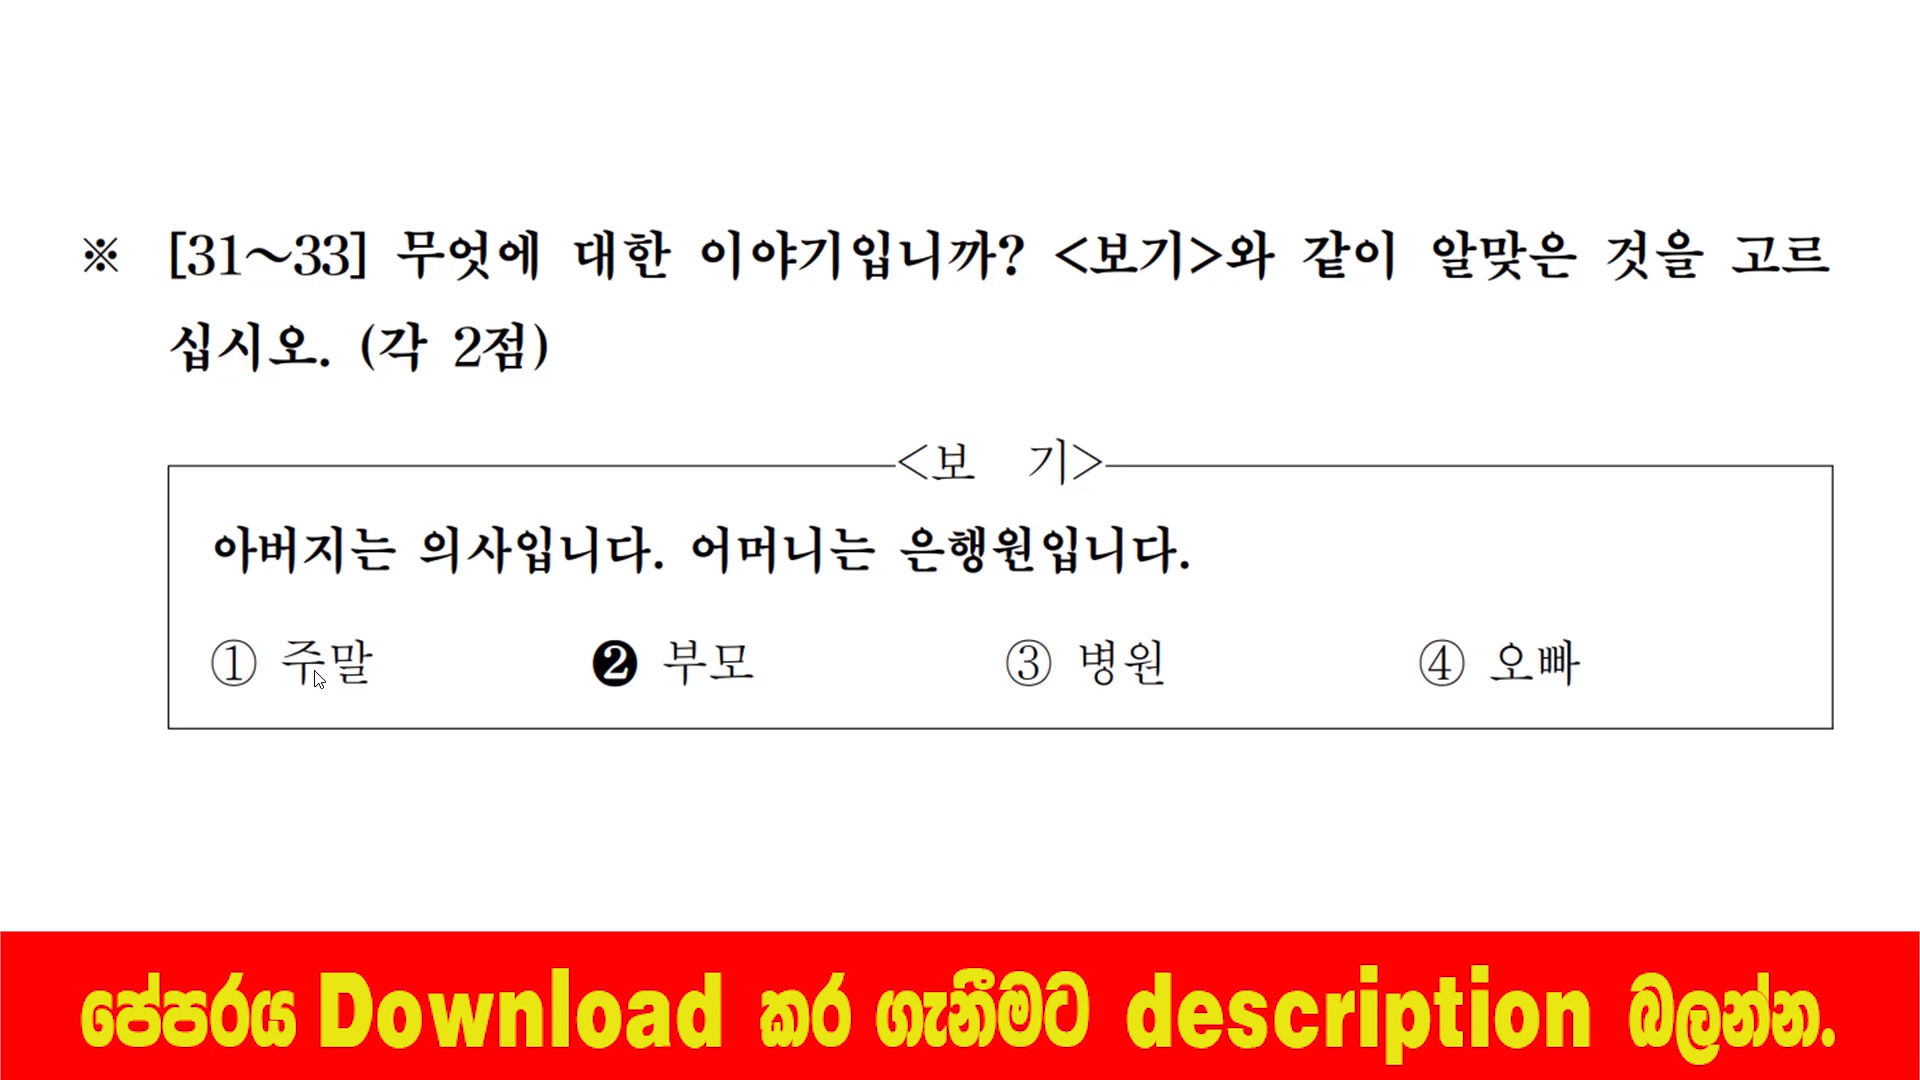 ※ [31～33] 무엇에 대한 이야기입니까? <보기>와 같이 알맞은 것을 고르
십시오. (각 2점)
<보 기>
아버지는 의사입니다. 어머니는 은행원입니다.
① 주말 ❷ 부모 ③ 병원 ④ 오빠
පේපරය Download කර ගැනීමට description බලන්න.